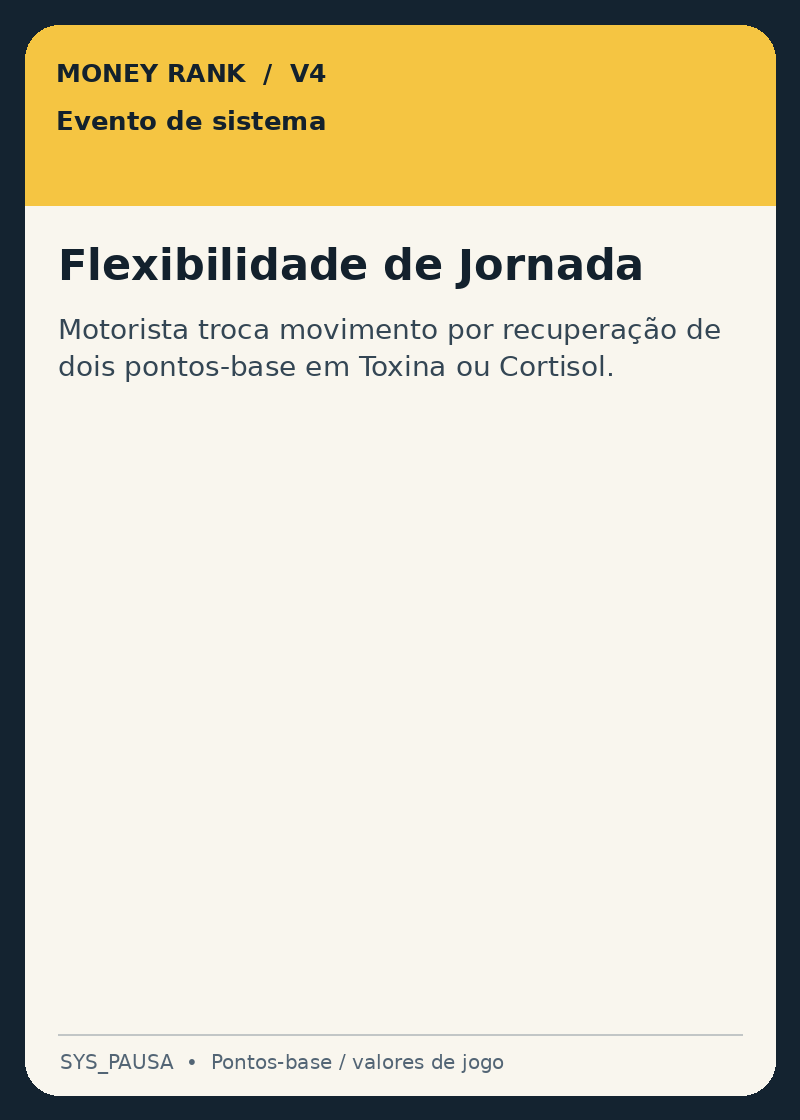 MONEY RANK / V4
Evento de sistema
Flexibilidade de Jornada
Motorista troca movimento por recuperação de
dois pontos-base em Toxina ou Cortisol.
SYS_PAUSA • Pontos-base / valores de jogo